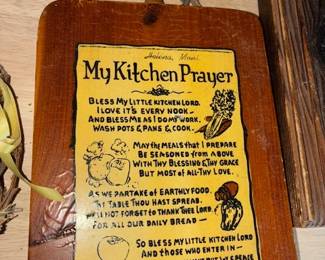 Helena, Mont.
My Kitchen Prayer
Bless my little kitchen Lord,
I love it's every nook -
And bless me as I do my work,
Wash pots & pans & cook.
May the meals that I prepare
Be seasoned from above
With thy blessing & thy grace
But most of all - thy love.
As we partake of earthly food,
The table thou hast spread.
We'll not forget to thank thee Lord
For all our daily bread -
So bless my little kitchen Lord
And those who enter in -